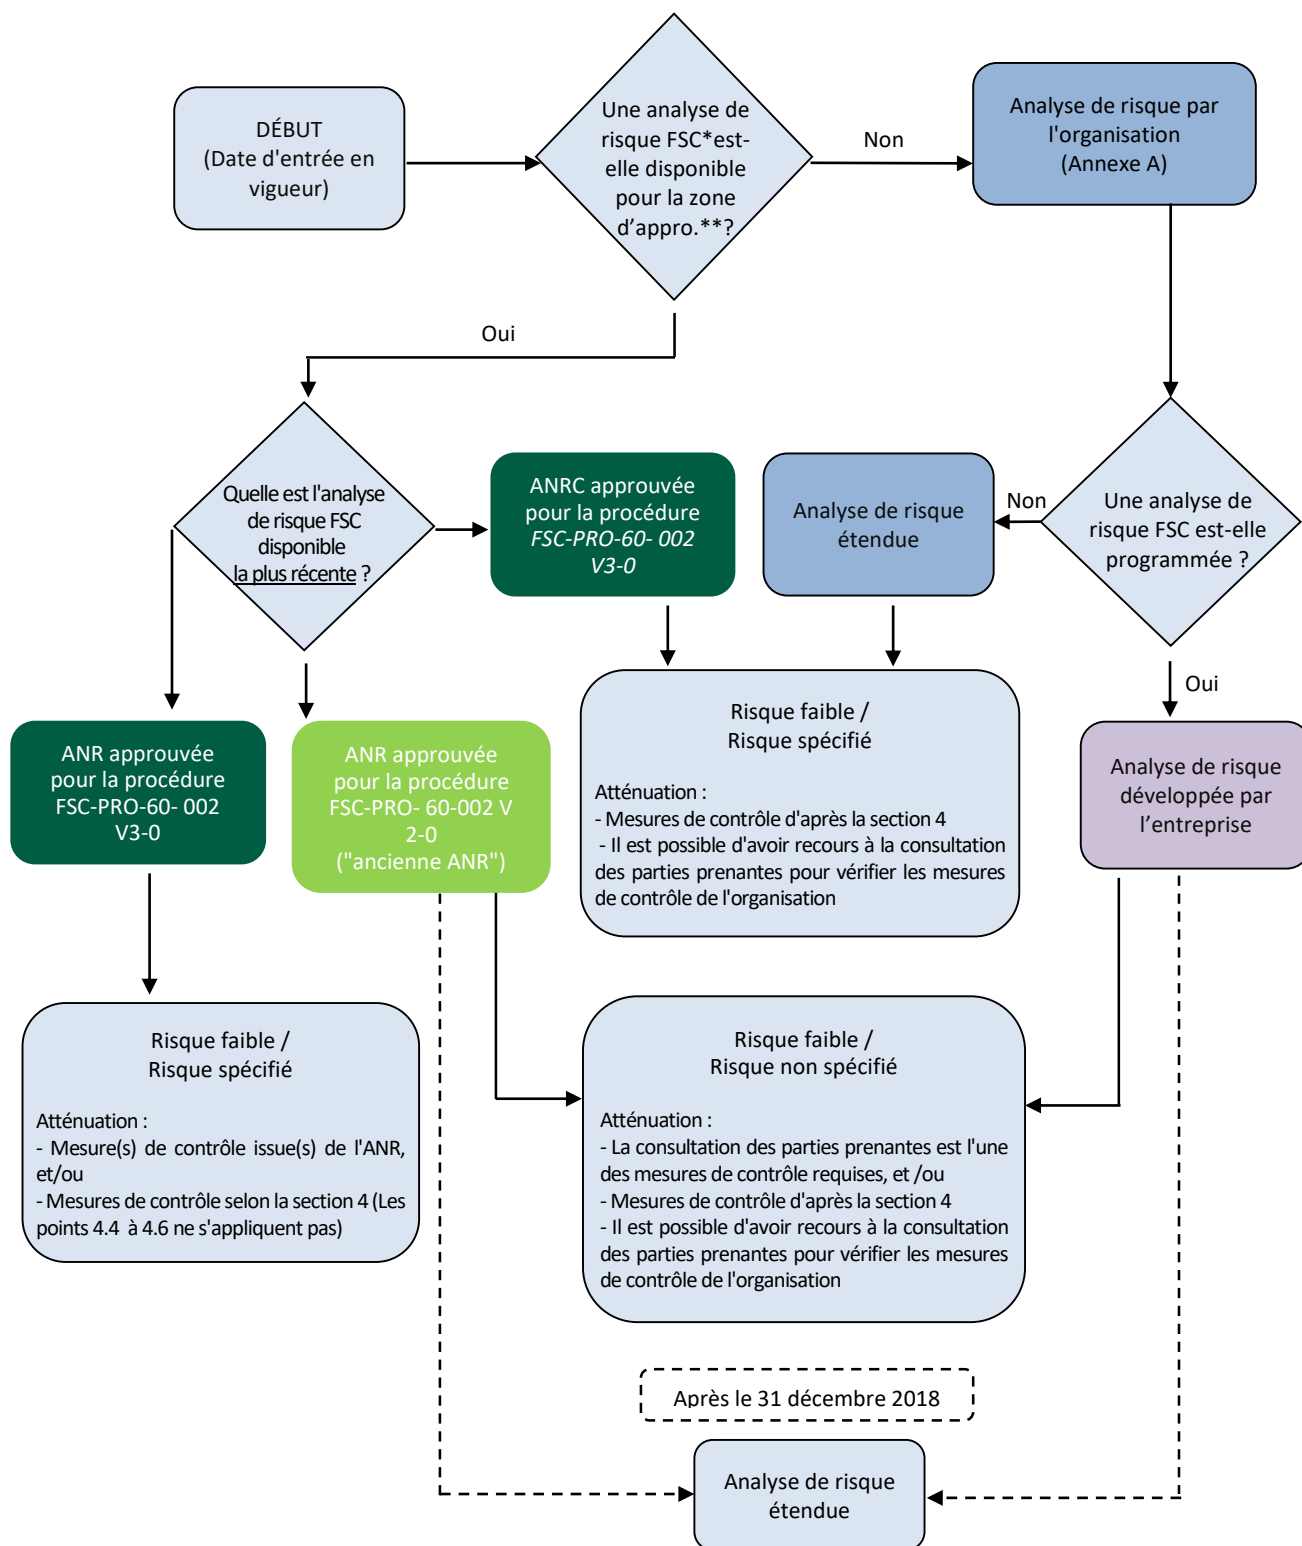 DÉBUT
(Date d'entrée en
vigueur)
Une analyse de
risque FSC*est-
elle disponible
pour la zone
d'appro.**?
Non
Analyse de risque par
l'organisation
(Annexe A)
Oui
Quelle est l'analyse
de risque FSC
disponible
la plus récente ?
ANRC approuvée
pour la procédure
FSC-PRO-60- 002
V3-0
Analyse de risque
étendue
Non
Une analyse de
risque FSC est-elle
programmée ?
Oui
ANR approuvée
pour la procédure
FSC-PRO-60- 002
V3-0
ANR approuvée
pour la procédure
FSC-PRO- 60-002 V
2-0
("ancienne ANR")
Risque faible /
Risque spécifié
Atténuation :
- Mesures de contrôle d'après la section 4
- Il est possible d'avoir recours à la consultation
des parties prenantes pour vérifier les mesures
de contrôle de l'organisation
Analyse de risque
développée par
l’entreprise
Risque faible /
Risque spécifié
Atténuation :
- Mesure(s) de contrôle issue(s) de l'ANR,
et/ou
- Mesures de contrôle selon la section 4 (Les
points 4.4 à 4.6 ne s'appliquent pas)
Risque faible /
Risque non spécifié
Atténuation :
- La consultation des parties prenantes est l'une
des mesures de contrôle requises, et /ou
- Mesures de contrôle d'après la section 4
- Il est possible d'avoir recours à la consultation
des parties prenantes pour vérifier les mesures
de contrôle de l'organisation
Après le 31 décembre 2018
Analyse de risque
étendue